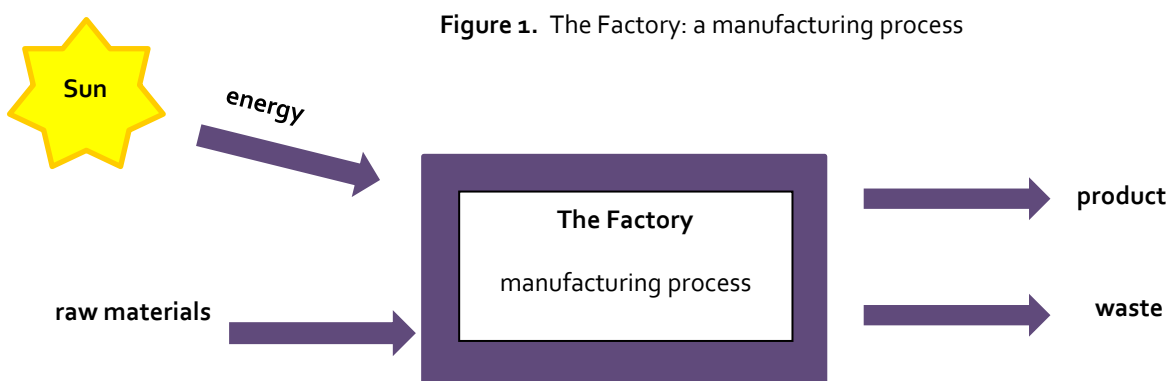 Figure 1. The Factory: a manufacturing process
Sun
energy
The Factory
manufacturing process
raw materials
product
waste